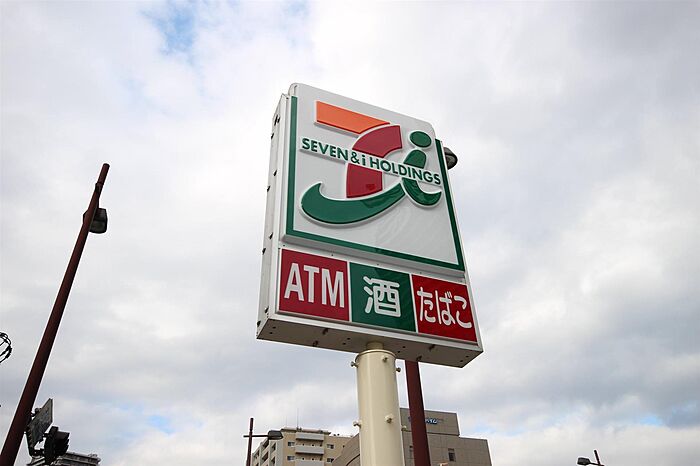 SEVEN & i HOLDINGS
ATM 酒 たばこ